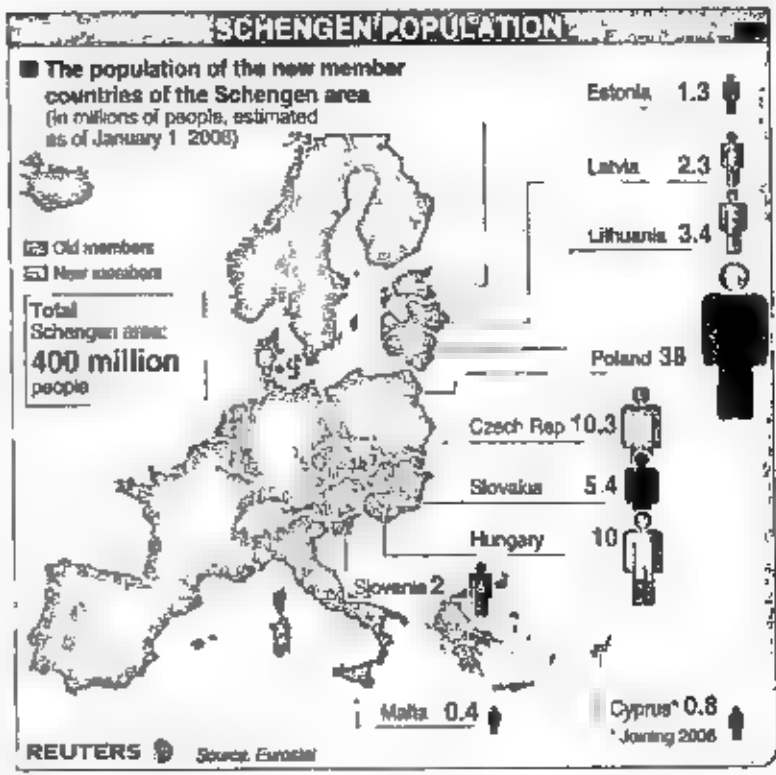 SCHENGEN POPULATION
The population of the new member
countries of the Schengen area
(in millions of people, estimated
as of January 1 2006)
Old members
New members
Total
Schengen area:
400 million
people
Estonia 1.3
Latvia 2.3
Lithuania 3.4
Poland 38
Czech Rep 10.3
Slovakia 5.4
Hungary 10
Slovenia 2
Malta 0.4
Cyprus* 0.8
* Joining
REUTERS
Source: Eurostat